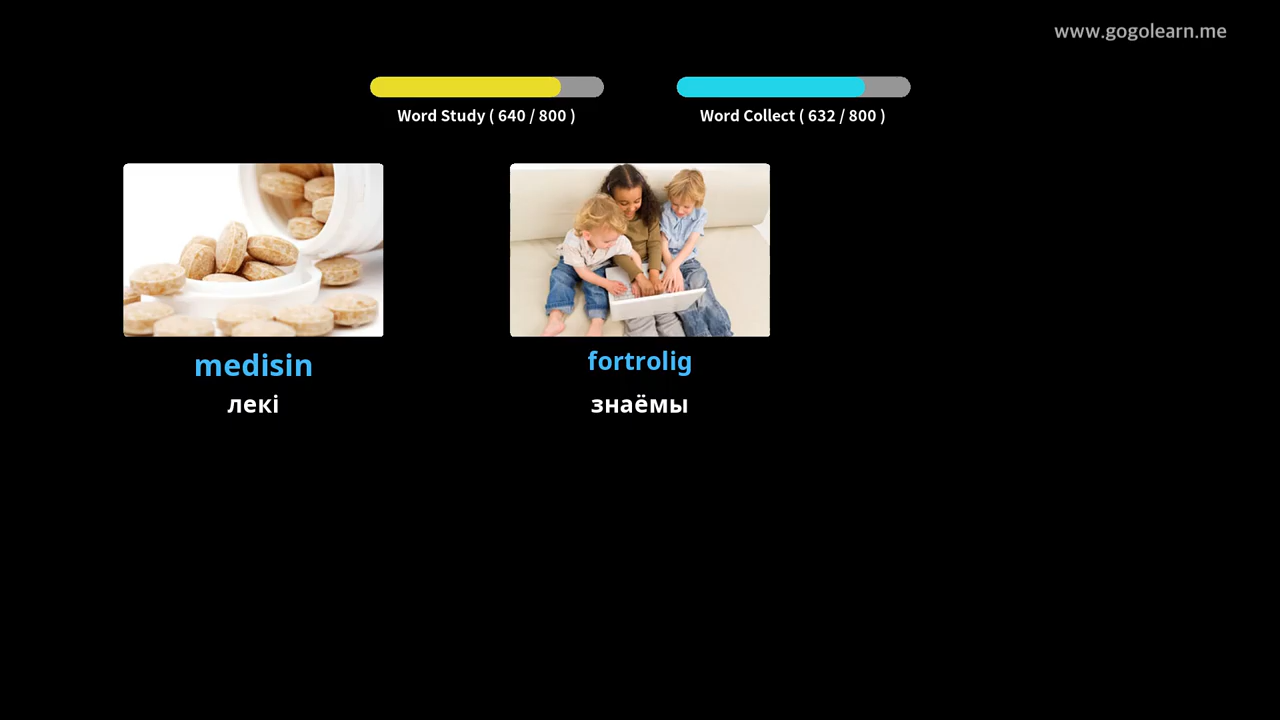 www.gogolearn.me
Word Study ( 640 / 800 )
Word Collect ( 632 / 800 )
medisin
лекі
fortrolig
знаёмы